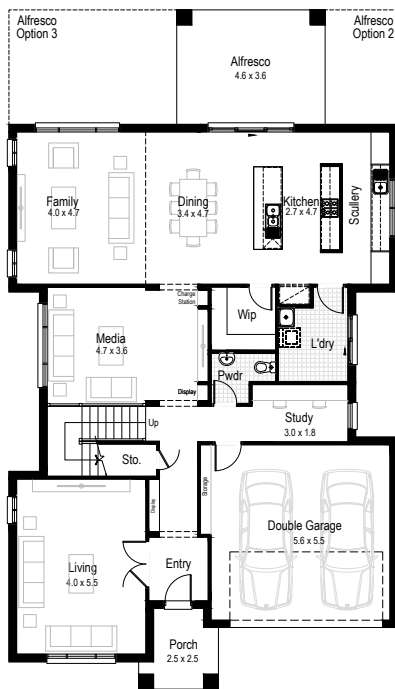 Alfresco
Option 3
Alfresco
Option 2
Alfresco
4.6 x 3.6
Family
4.0 x 4.7
Dining
3.4 x 4.7
Kitchen
2.7 x 4.7
Scullery
Charge
Station
Media
4.7 x 3.6
Wip
L'dry
Pwdr
Display
Up
Study
3.0 x 1.8
Sto.
Display
Storage
Double Garage
5.6 x 5.5
Living
4.0 x 5.5
Entry
Porch
2.5 x 2.5